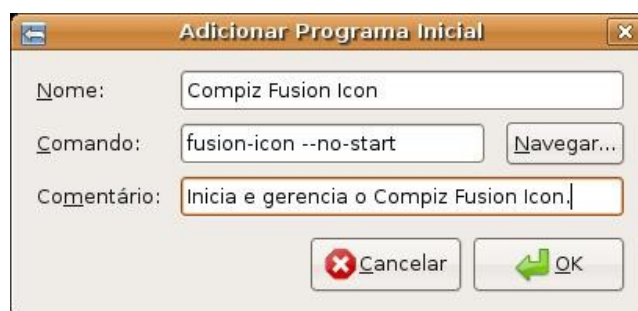 Adicionar Programa Inicial
Nome: Compiz Fusion Icon
Comando: fusion-icon --no-start Navegar...
Comentário: Inicia e gerencia o Compiz Fusion Icon.
Cancelar OK